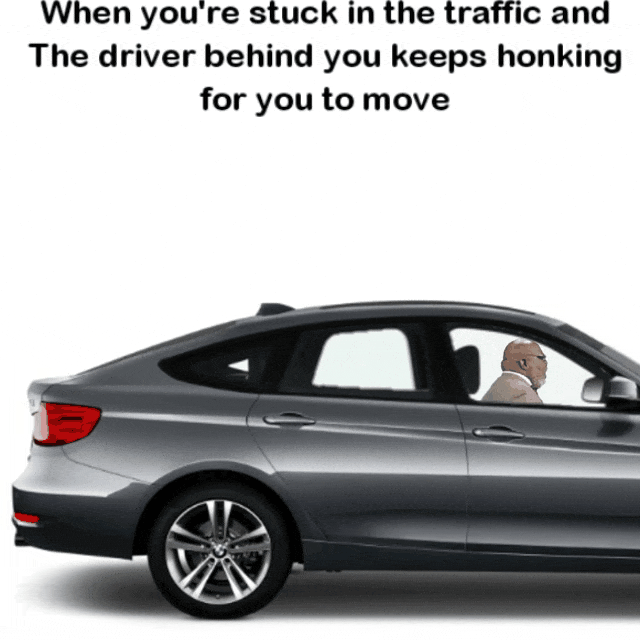 When you're stuck in the traffic and
The driver behind you keeps honking
for you to move